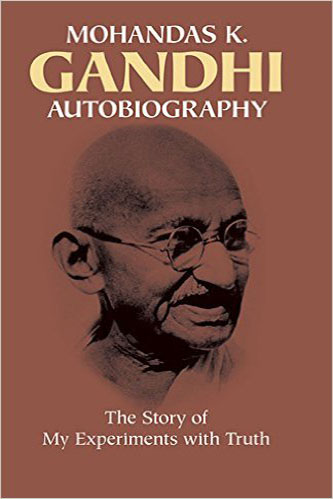 MOHANDAS K.
GANDHI
AUTOBIOGRAPHY
The Story of
My Experiments with Truth